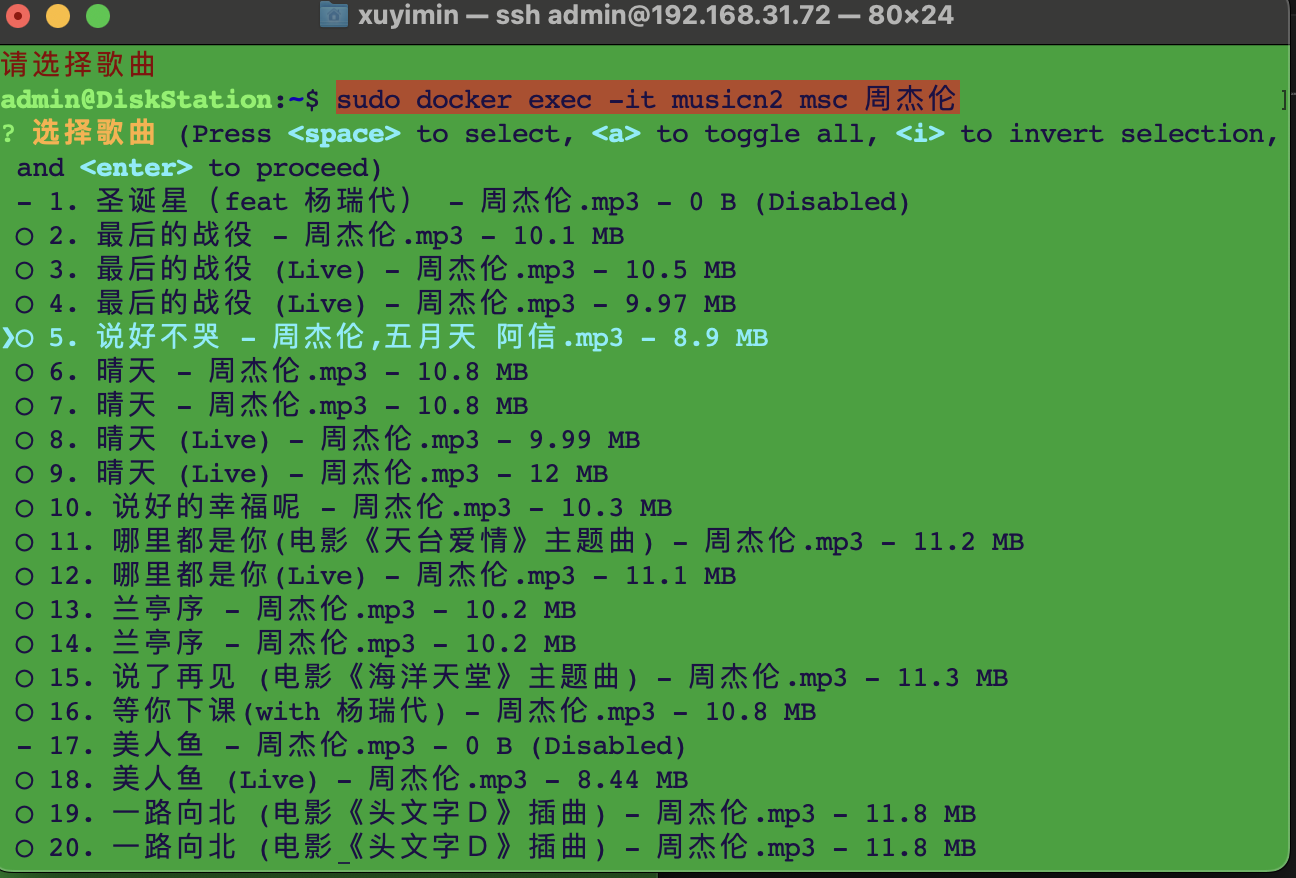 xuyimin — ssh admin@192.168.31.72 — 80×24
请选择歌曲
admin@DiskStation:~$ sudo docker exec -it musicn2 msc 周杰伦 ]
? 选择歌曲 (Press <space> to select, <a> to toggle all, <i> to invert selection,
and <enter> to proceed)
- 1. 圣诞星（feat 杨瑞代） - 周杰伦.mp3 - 0 B (Disabled)
◯ 2. 最后的战役 - 周杰伦.mp3 - 10.1 MB
◯ 3. 最后的战役 (Live) - 周杰伦.mp3 - 10.5 MB
◯ 4. 最后的战役 (Live) - 周杰伦.mp3 - 9.97 MB
❯◯ 5. 说好不哭 - 周杰伦,五月天 阿信.mp3 - 8.9 MB
◯ 6. 晴天 - 周杰伦.mp3 - 10.8 MB
◯ 7. 晴天 - 周杰伦.mp3 - 10.8 MB
◯ 8. 晴天 (Live) - 周杰伦.mp3 - 9.99 MB
◯ 9. 晴天 (Live) - 周杰伦.mp3 - 12 MB
◯ 10. 说好的幸福呢 - 周杰伦.mp3 - 10.3 MB
◯ 11. 哪里都是你(电影《天台爱情》主题曲) - 周杰伦.mp3 - 11.2 MB
◯ 12. 哪里都是你(Live) - 周杰伦.mp3 - 11.1 MB
◯ 13. 兰亭序 - 周杰伦.mp3 - 10.2 MB
◯ 14. 兰亭序 - 周杰伦.mp3 - 10.2 MB
◯ 15. 说了再见 (电影《海洋天堂》主题曲) - 周杰伦.mp3 - 11.3 MB
◯ 16. 等你下课(with 杨瑞代) - 周杰伦.mp3 - 10.8 MB
- 17. 美人鱼 - 周杰伦.mp3 - 0 B (Disabled)
◯ 18. 美人鱼 (Live) - 周杰伦.mp3 - 8.44 MB
◯ 19. 一路向北 (电影《头文字Ｄ》插曲) - 周杰伦.mp3 - 11.8 MB
◯ 20. 一路向北 (电影_《头文字Ｄ》插曲) - 周杰伦.mp3 - 11.8 MB